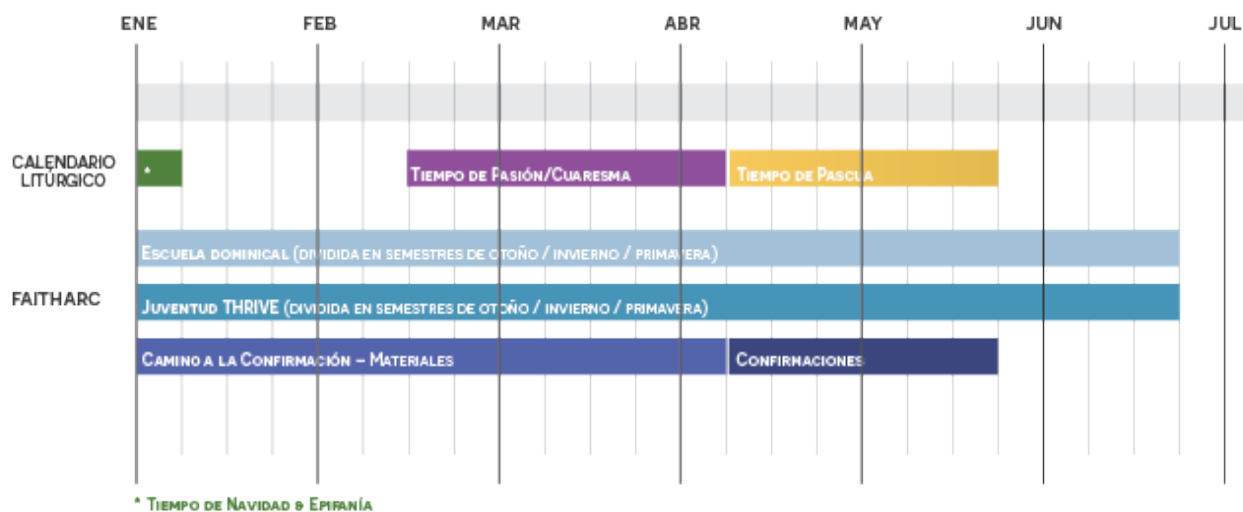 ENE FEB MAR ABR MAY JUN JUL
CALENDARIO
LITÚRGICO
*
Tiempo de Pasión/Cuaresma
Tiempo de Pascua
Escuela dominical (dividida en semestres de otoño / invierno / primavera)
FAITHARC
Juventud THRIVE (dividida en semestres de otoño / invierno / primavera)
Camino a la Confirmación – Materiales
Confirmaciones
* Tiempo de Navidad & Epifanía